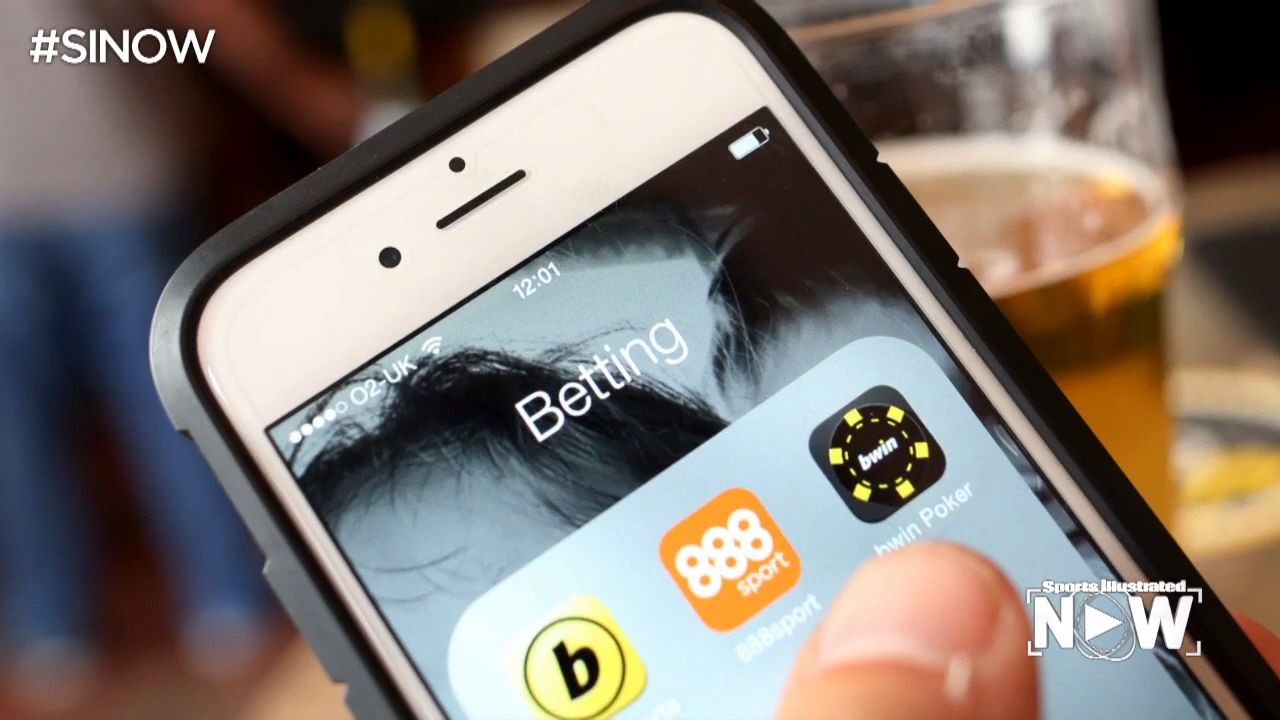 #SINOW
12:01
O2-UK
Betting
bwin
bwin Poker
888
sport
888sport
b
Sports Illustrated
NOW